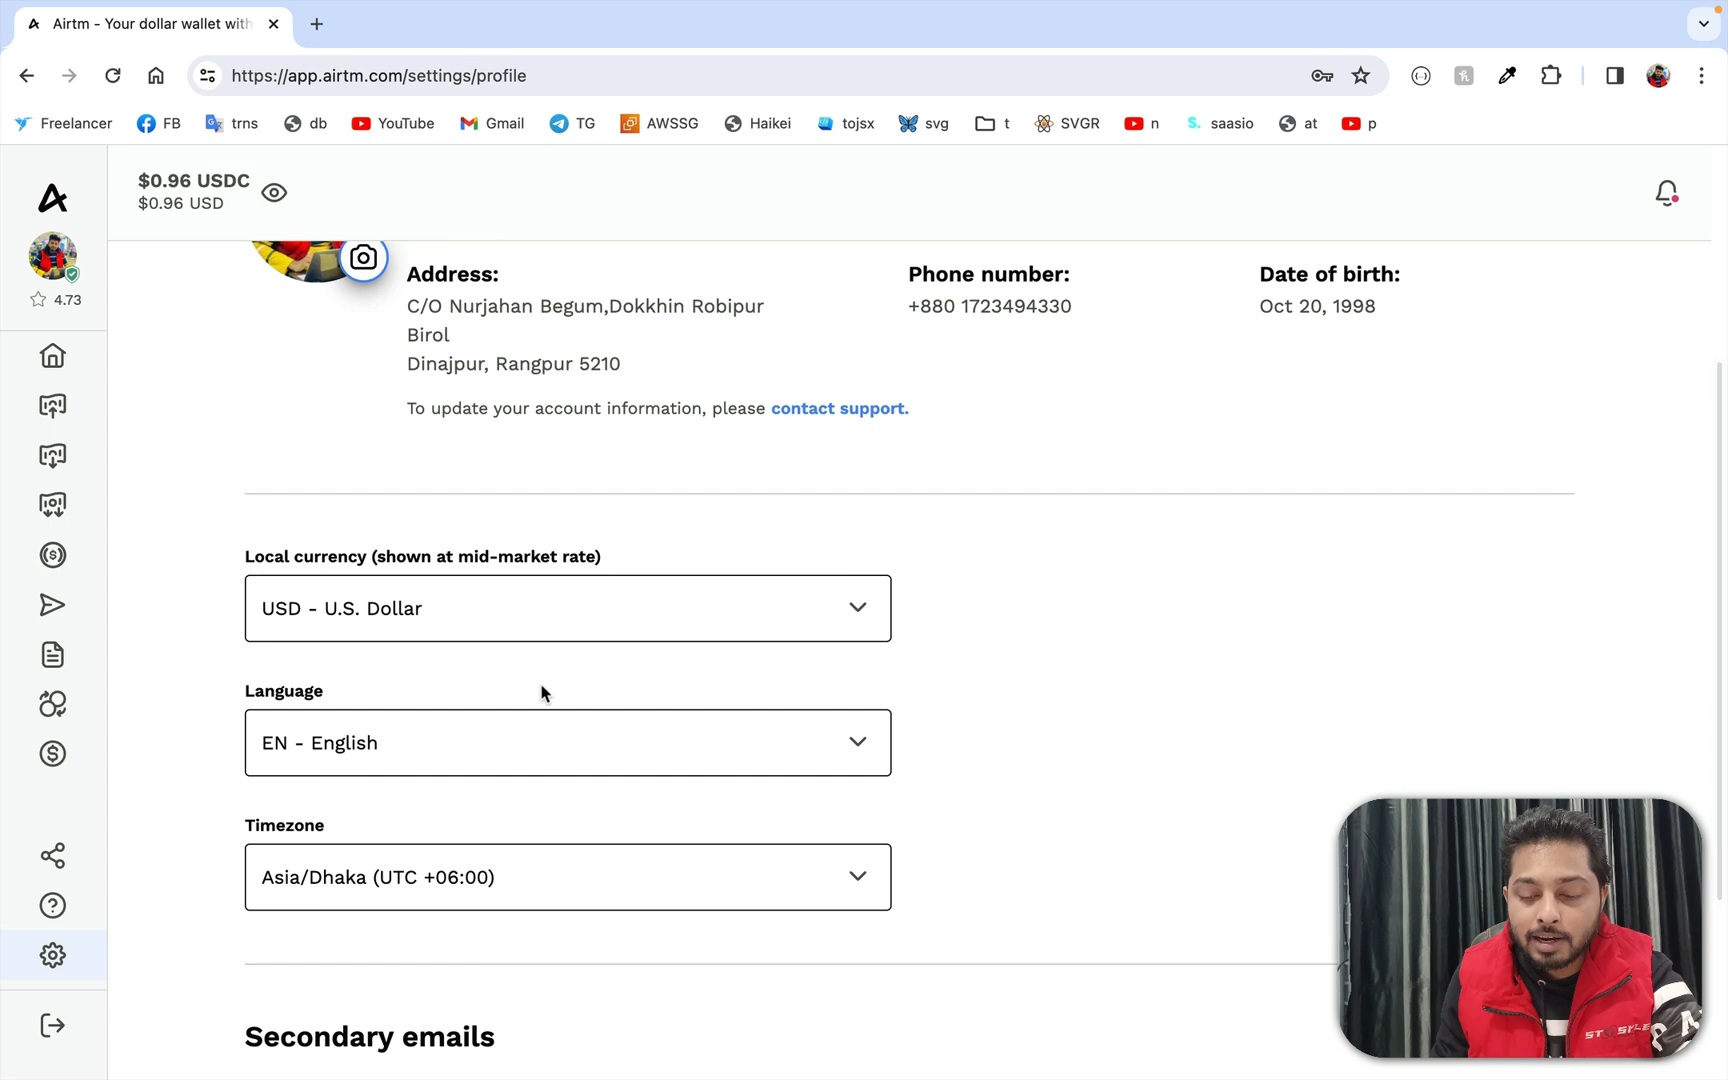 Airtm - Your dollar wallet with
https://app.airtm.com/settings/profile
Freelancer
FB
trns
db
YouTube
Gmail
TG
AWSSG
Haikei
tojsx
svg
t
SVGR
n
saasio
at
p
$0.96 USDC
$0.96 USD
4.73
Address:
C/O Nurjahan Begum,Dokkhin Robipur
Birol
Dinajpur, Rangpur 5210
Phone number:
+880 1723494330
Date of birth:
Oct 20, 1998
To update your account information, please contact support.
Local currency (shown at mid-market rate)
USD - U.S. Dollar
Language
EN - English
Timezone
Asia/Dhaka (UTC +06:00)
Secondary emails